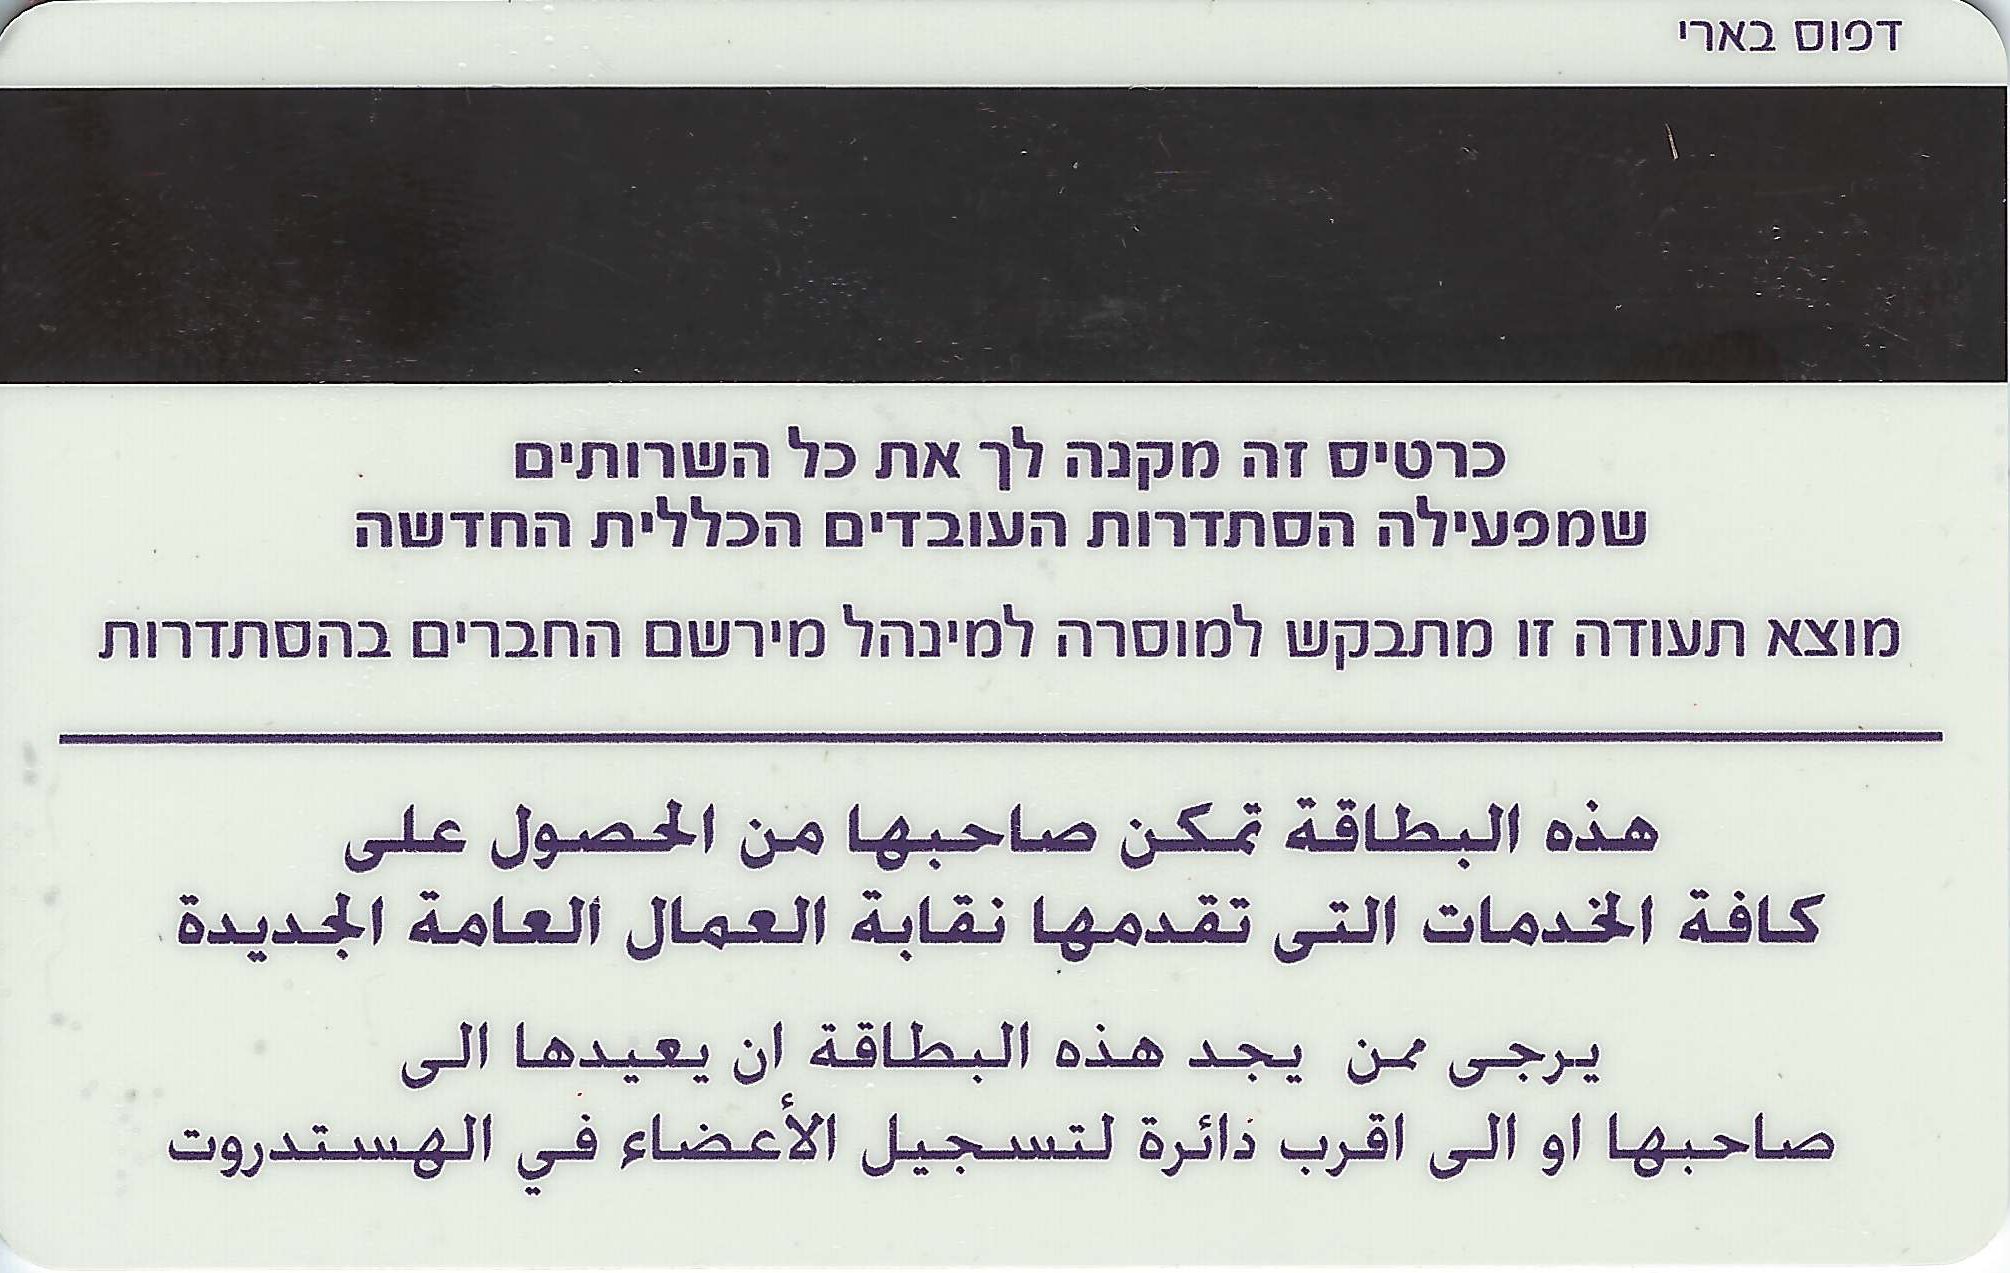 דפוס בארי
כרטיס זה מקנה לך את כל השרותים
שמפעילה הסתדרות העובדים הכללית החדשה
מוצא תעודה זו מתבקש למוסרה למינהל מירשם החברים בהסתדרות
هذه البطاقة تمكن صاحبها من الحصول على
كافة الخدمات التى تقدمها نقابة العمال العامة الجديدة
يرجى ممن يجد هذه البطاقة ان يعيدها الى
صاحبها او الى اقرب دائرة لتسجيل الأعضاء في الهستدروت